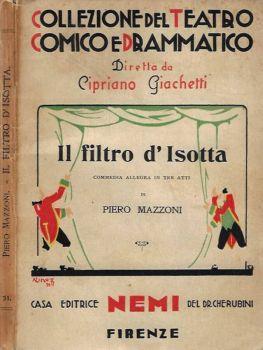 COLLEZIONE DEL TEATRO
COMICO E DRAMMATICO
Diretta da
Cipriano Giachetti
Il filtro d'Isotta
COMMEDIA ALLEGRA IN TRE ATTI
DI
PIERO MAZZONI
CASA EDITRICE NEMI DEL DR. CHERUBINI
FIRENZE
PIERO MAZZONI. - IL FILTRO D'ISOTTA.
31.